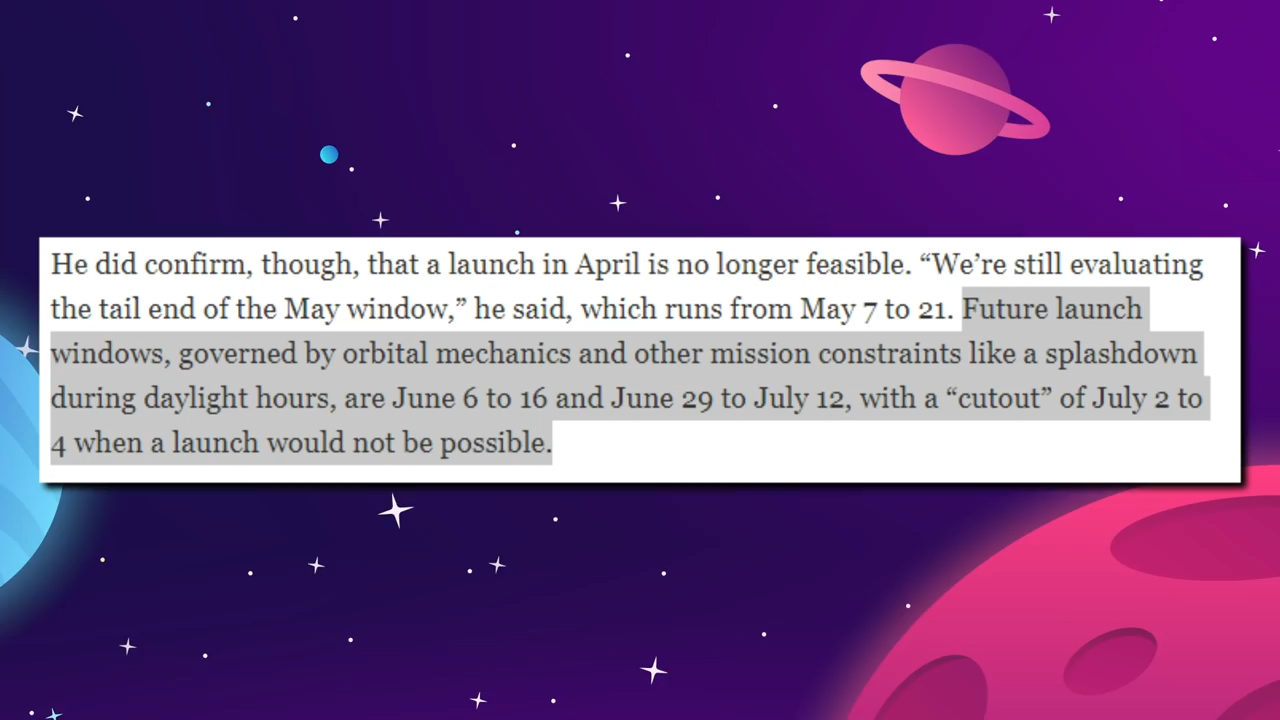 He did confirm, though, that a launch in April is no longer feasible. “We’re still evaluating
the tail end of the May window,” he said, which runs from May 7 to 21. Future launch
windows, governed by orbital mechanics and other mission constraints like a splashdown
during daylight hours, are June 6 to 16 and June 29 to July 12, with a “cutout” of July 2 to
4 when a launch would not be possible.